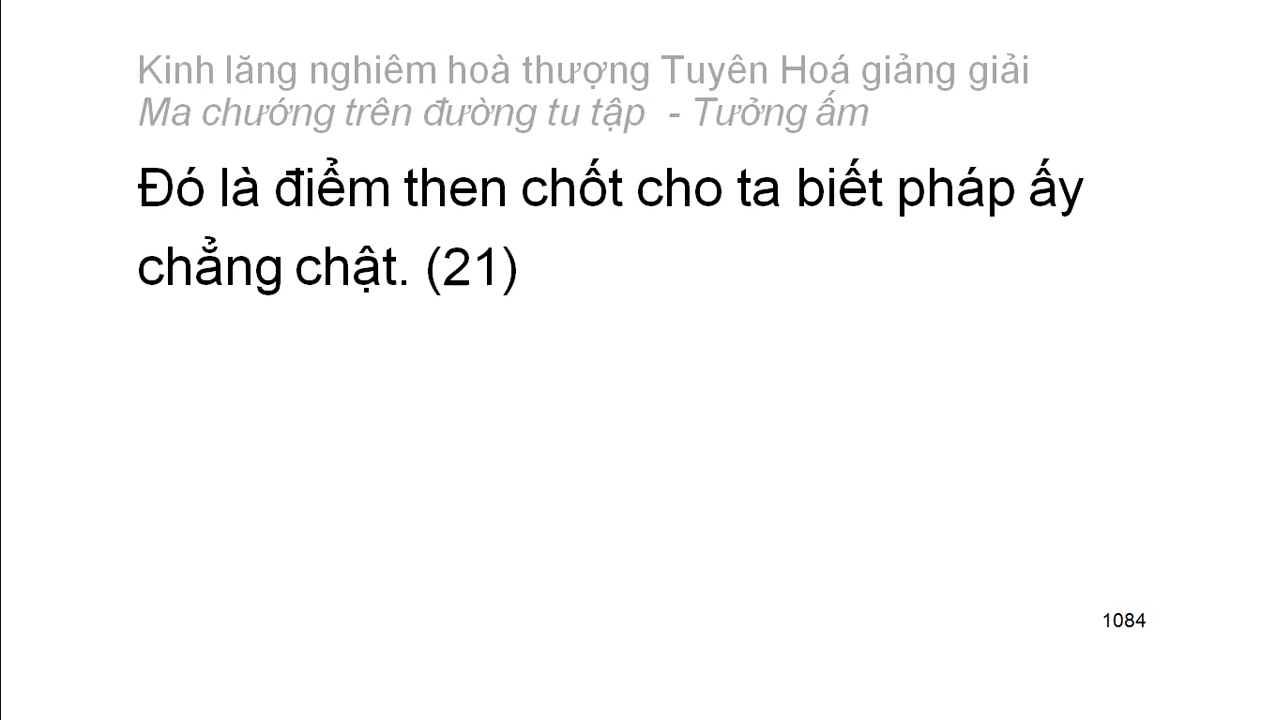 Kinh lăng nghiêm hoà thượng Tuyên Hoá giảng giải
Ma chướng trên đường tu tập - Tưởng ấm
Đó là điểm then chốt cho ta biết pháp ấy
chẳng chật. (21)
1084